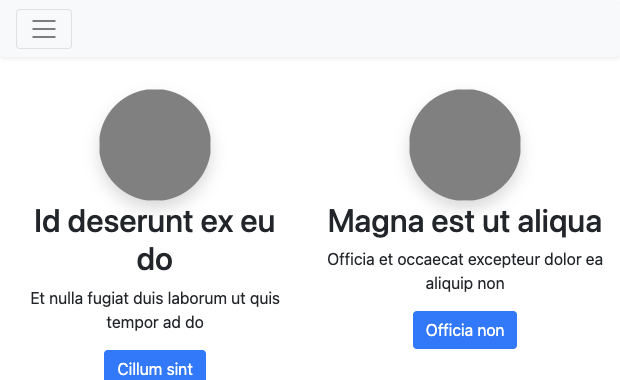 Id deserunt ex eu
do
Et nulla fugiat duis laborum ut quis
tempor ad do
Cillum sint
Magna est ut aliqua
Officia et occaecat excepteur dolor ea
aliquip non
Officia non